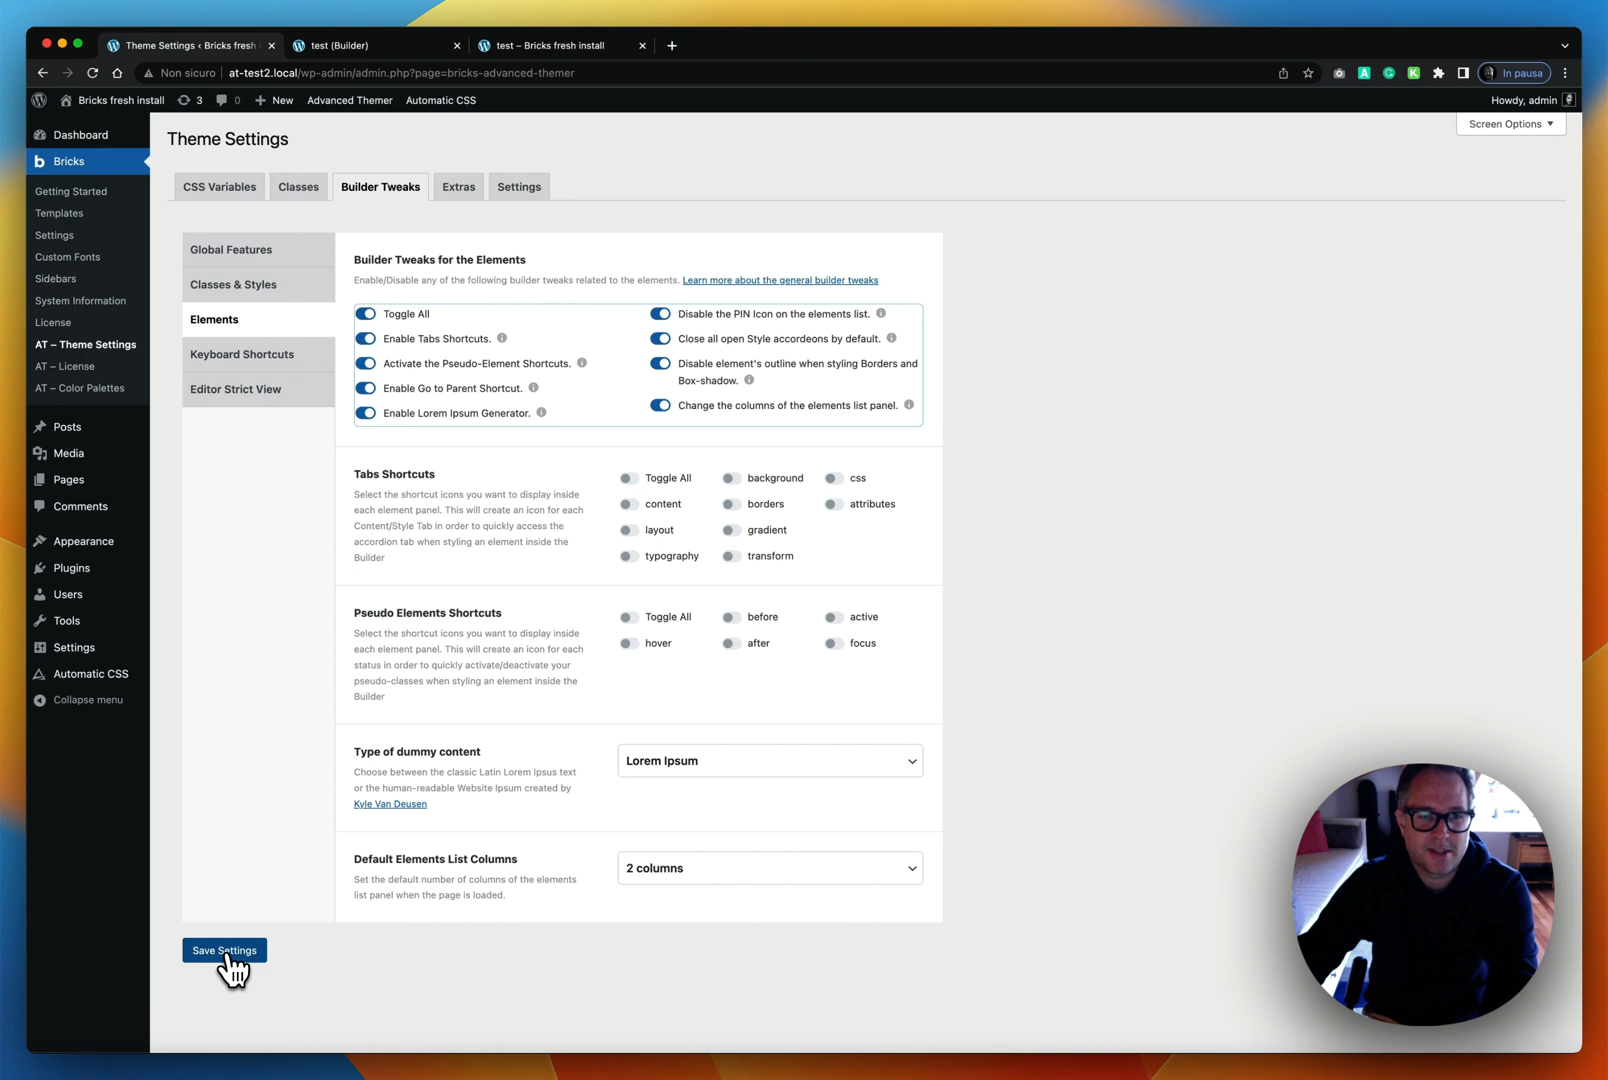 Theme Settings ‹ Bricks fresh
test (Builder)
test – Bricks fresh install
Non sicuro
at-test2.local/wp-admin/admin.php?page=bricks-advanced-themer
In pausa
Bricks fresh install
3
0
New
Advanced Themer
Automatic CSS
Howdy, admin
Dashboard
Bricks
Getting Started
Templates
Settings
Custom Fonts
Sidebars
System Information
License
AT – Theme Settings
AT – License
AT – Color Palettes
Posts
Media
Pages
Comments
Appearance
Plugins
Users
Tools
Settings
Automatic CSS
Collapse menu
Screen Options
Theme Settings
CSS Variables
Classes
Builder Tweaks
Extras
Settings
Global Features
Classes & Styles
Elements
Keyboard Shortcuts
Editor Strict View
Builder Tweaks for the Elements
Enable/Disable any of the following builder tweaks related to the elements. Learn more about the general builder tweaks
Toggle All
Enable Tabs Shortcuts.
Activate the Pseudo-Element Shortcuts.
Enable Go to Parent Shortcut.
Enable Lorem Ipsum Generator.
Disable the PIN Icon on the elements list.
Close all open Style accordeons by default.
Disable element's outline when styling Borders and
Box-shadow.
Change the columns of the elements list panel.
Tabs Shortcuts
Select the shortcut icons you want to display inside
each element panel. This will create an icon for each
Content/Style Tab in order to quickly access the
accordion tab when styling an element inside the
Builder
Toggle All
background
css
content
borders
attributes
layout
gradient
typography
transform
Pseudo Elements Shortcuts
Select the shortcut icons you want to display inside
each element panel. This will create an icon for each
status in order to quickly activate/deactivate your
pseudo-classes when styling an element inside the
Builder
Toggle All
before
active
hover
after
focus
Type of dummy content
Choose between the classic Latin Lorem Ipsus text
or the human-readable Website Ipsum created by
Kyle Van Deusen
Lorem Ipsum
Default Elements List Columns
Set the default number of columns of the elements
list panel when the page is loaded.
2 columns
Save Settings